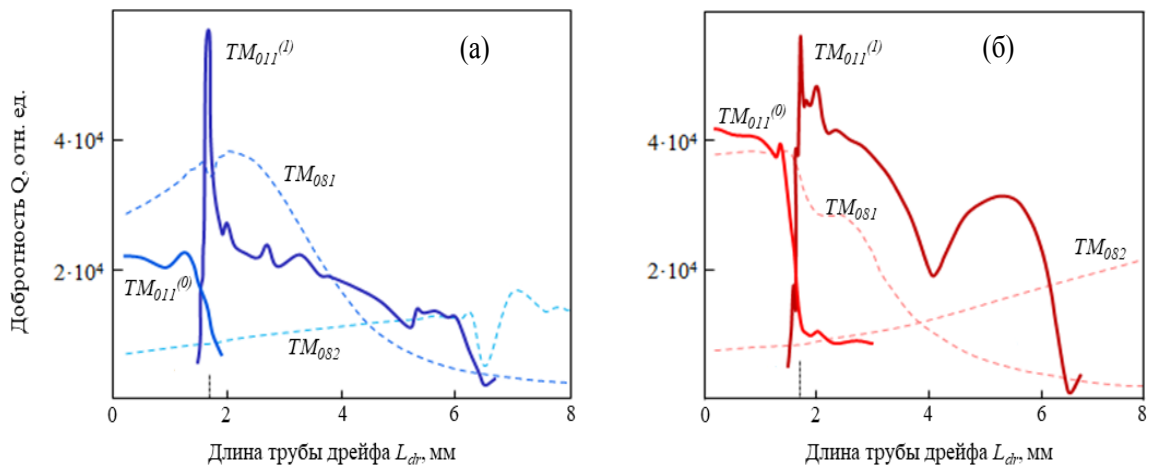 Добротность Q, отн. ед.
(а)
TM011(1)
4·10⁴
TM081
2·10⁴
TM011(0)
TM082
0 2 4 6 8
Длина трубы дрейфа Ldr, мм
(б)
TM011(1)
TM011(0)
4·10⁴
TM081
TM082
2·10⁴
0 2 4 6 8
Длина трубы дрейфа Ldr, мм